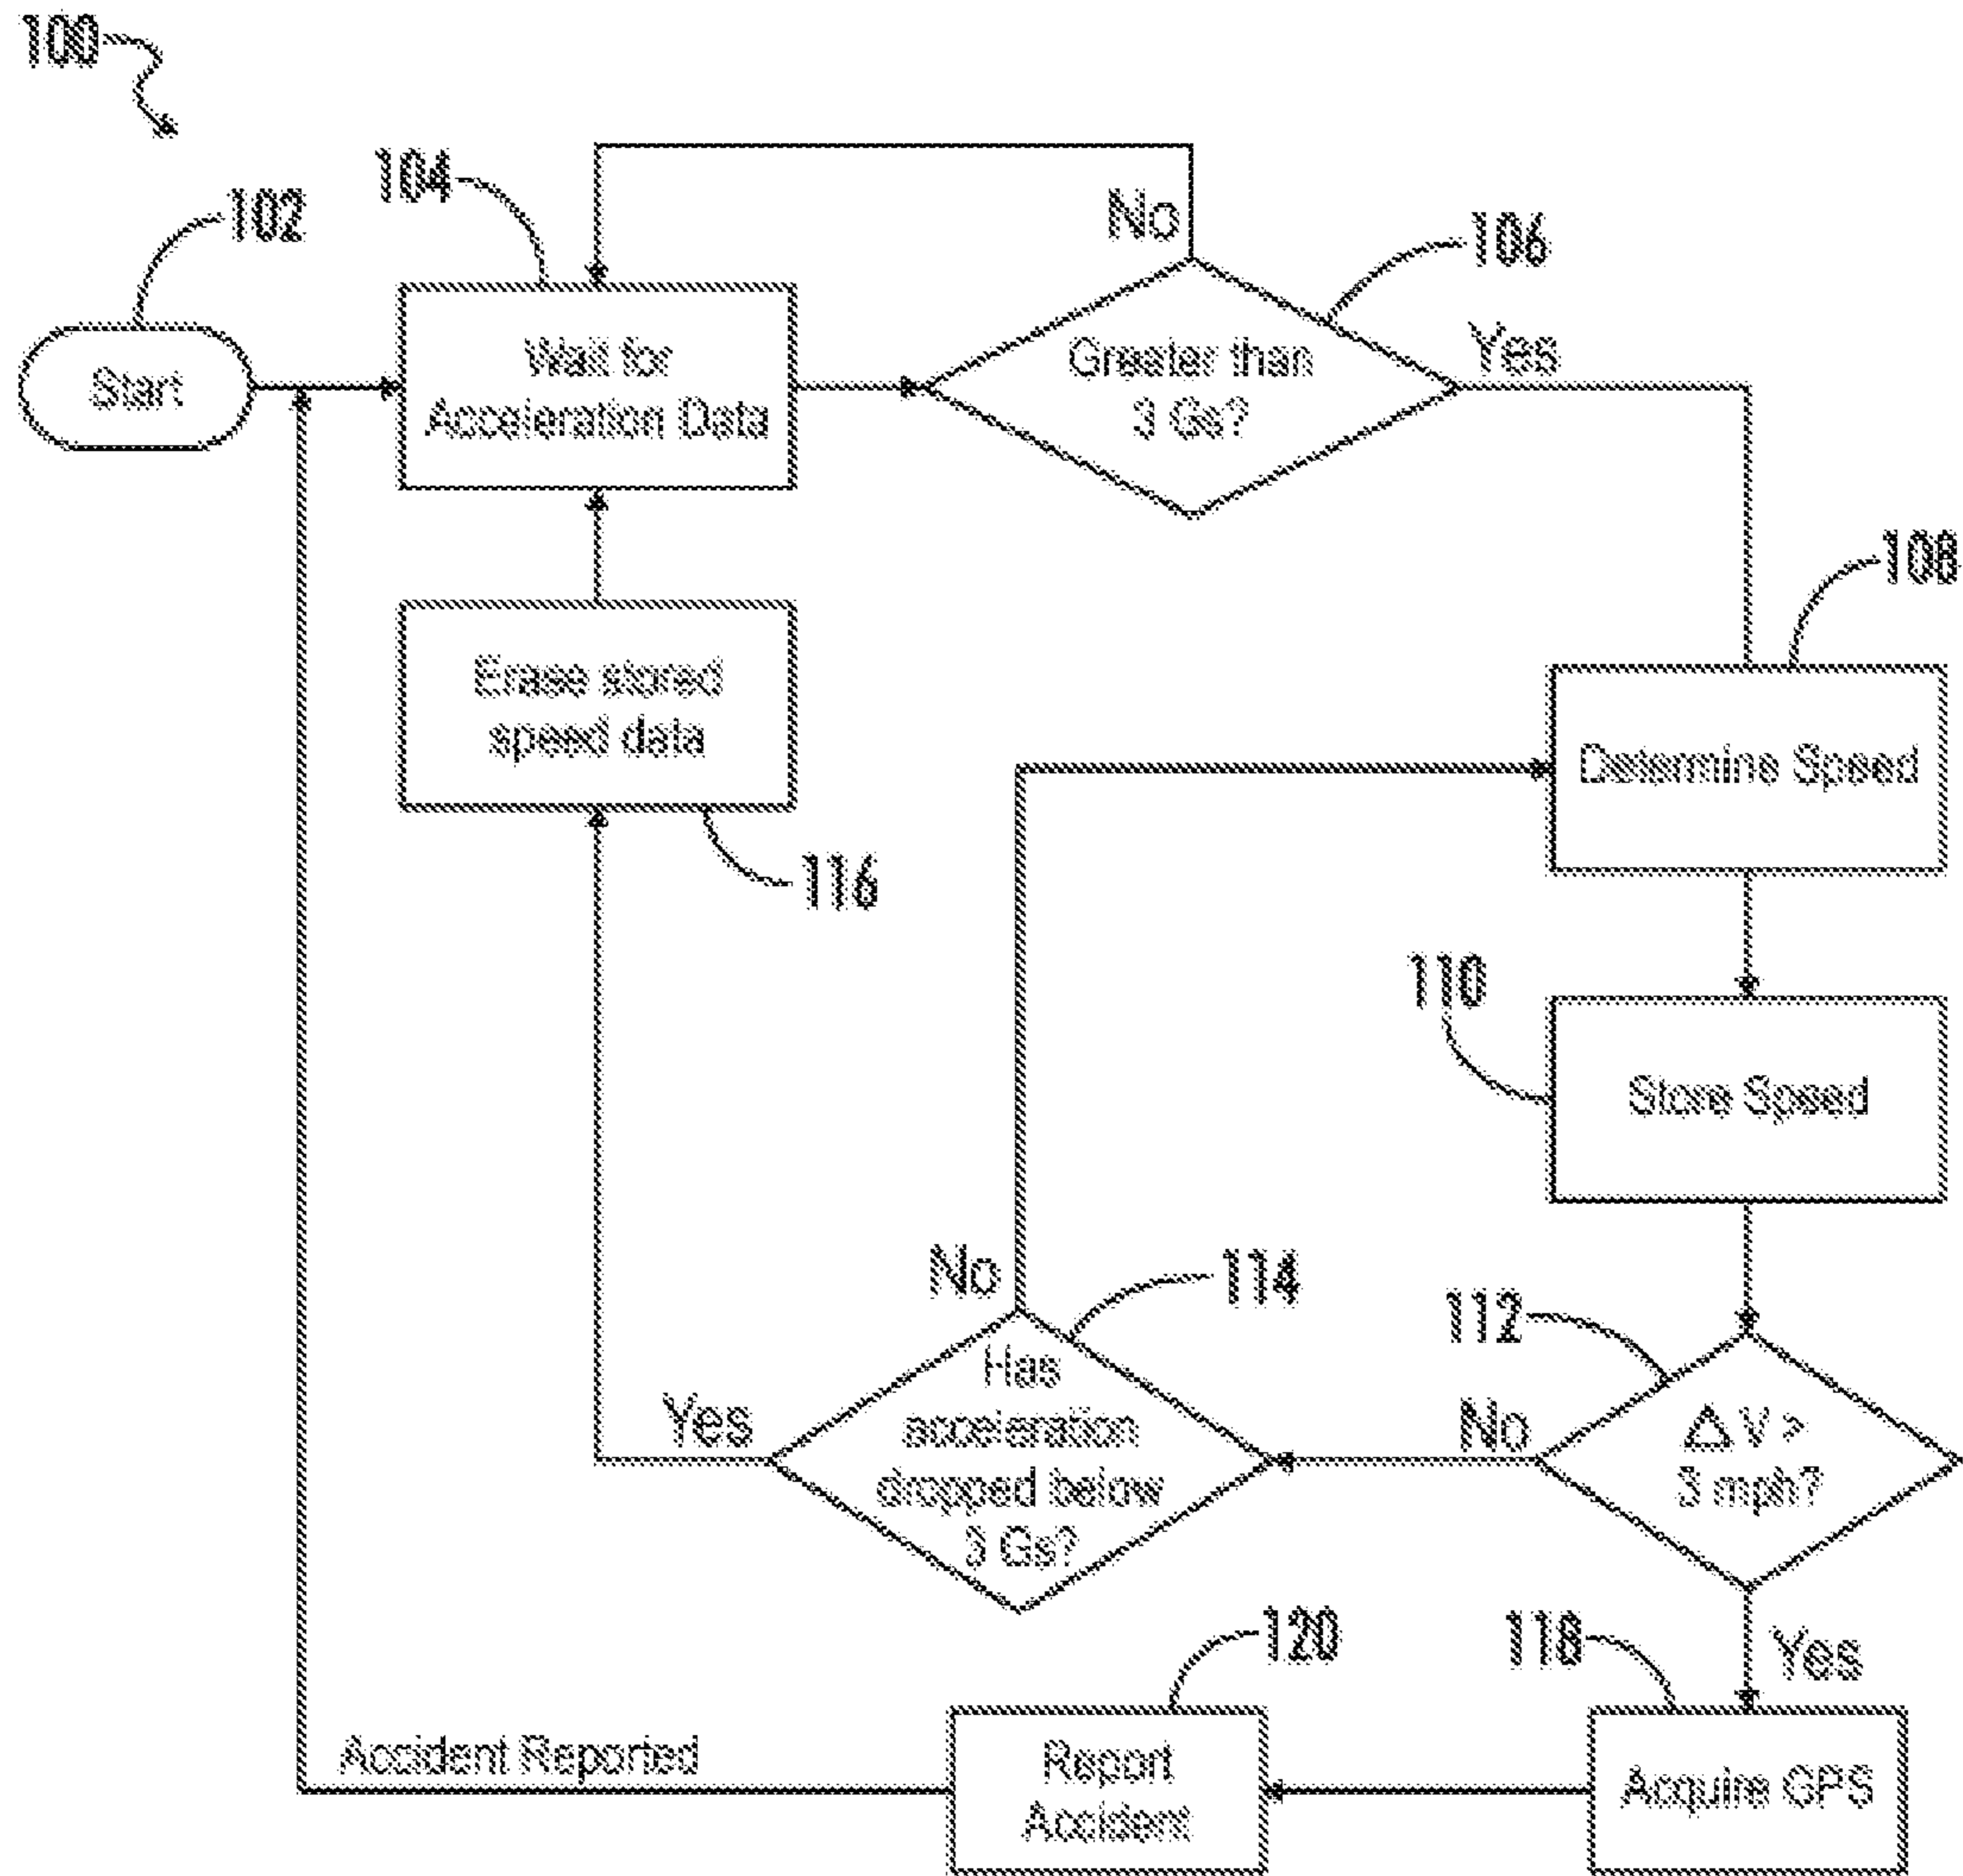 100
104
102
No
106
Start
Wait for
Acceleration Data
Greater than
3 Gs?
Yes
108
Erase stored
speed data
Determine Speed
116
110
Store Speed
No
114
112
Has
acceleration
dropped below
3 Gs?
Yes
No
Δ V >
3 mph?
120
118
Yes
Accident Reported
Report
Accident
Acquire GPS